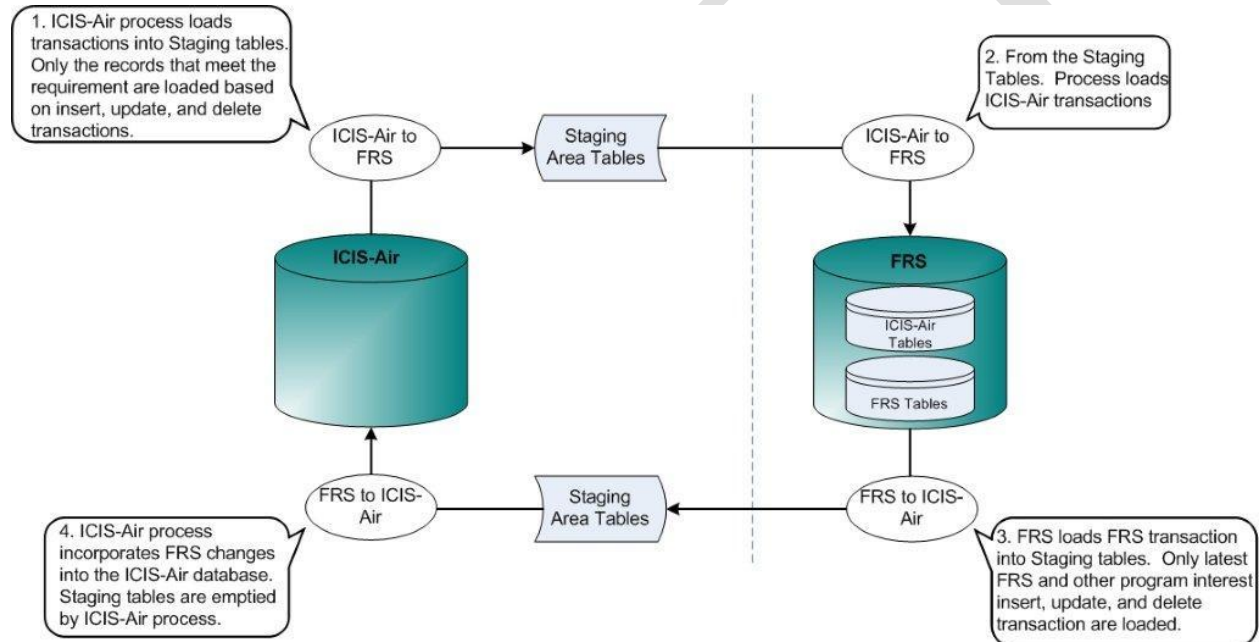 1. ICIS-Air process loads
transactions into Staging tables.
Only the records that meet the
requirement are loaded based
on insert, update, and delete
transactions.
ICIS-Air to
FRS
Staging
Area Tables
2. From the Staging
Tables. Process loads
ICIS-Air transactions
ICIS-Air to
FRS
ICIS-Air
FRS
ICIS-Air
Tables
FRS Tables
FRS to ICIS-
Air
Staging
Area Tables
FRS to ICIS-
Air
4. ICIS-Air process
incorporates FRS changes
into the ICIS-Air database.
Staging tables are emptied
by ICIS-Air process.
3. FRS loads FRS transaction
into Staging tables. Only latest
FRS and other program interest
insert, update, and delete
transaction are loaded.